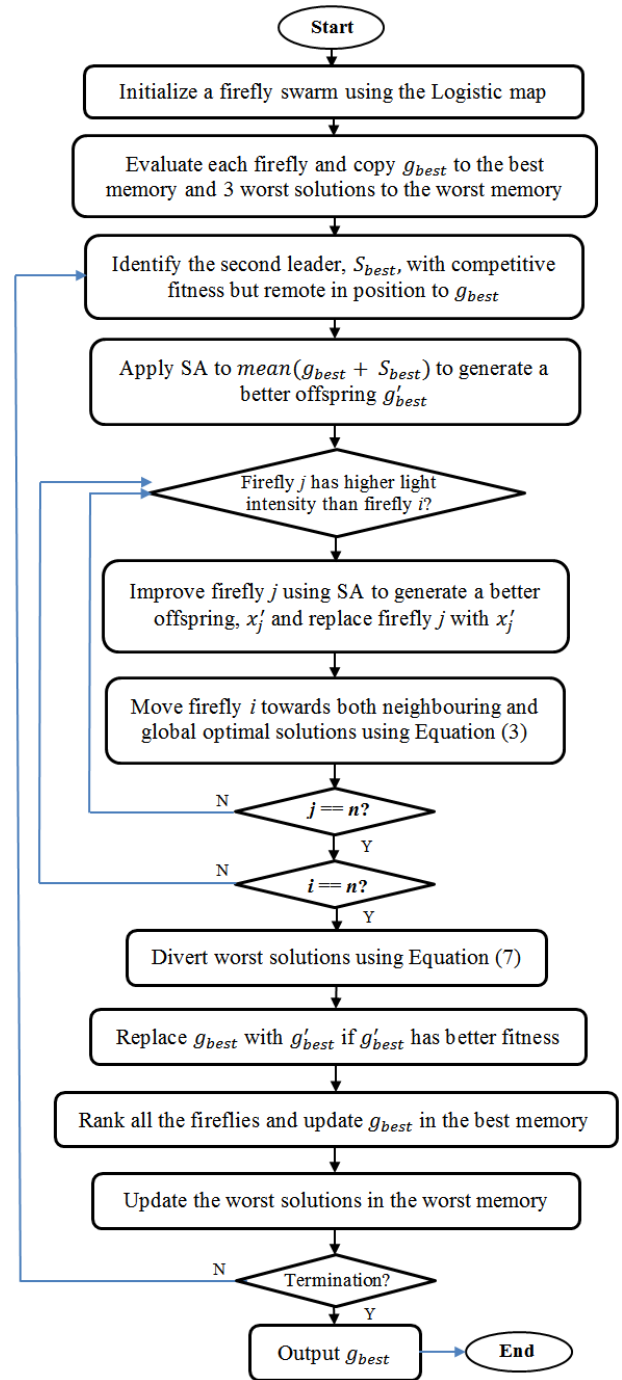 Start
Initialize a firefly swarm using the Logistic map
Evaluate each firefly and copy g_best to the best
memory and 3 worst solutions to the worst memory
Identify the second leader, S_best, with competitive
fitness but remote in position to g_best
Apply SA to mean(g_best + S_best) to generate a
better offspring g′_best
Firefly j has higher light
intensity than firefly i?
Improve firefly j using SA to generate a better
offspring, x′_j and replace firefly j with x′_j
Move firefly i towards both neighbouring and
global optimal solutions using Equation (3)
N
j == n?
Y
N
i == n?
Y
Divert worst solutions using Equation (7)
Replace g_best with g′_best if g′_best has better fitness
Rank all the fireflies and update g_best in the best memory
Update the worst solutions in the worst memory
N
Termination?
Y
Output g_best
End